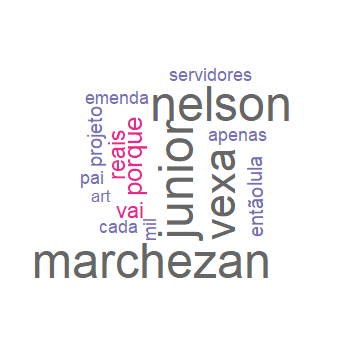 servidores
emenda
nelson
projeto
reais
porque
junior
apenas
vexa
entãolula
pai
art
vai
cada
mil
marchezan